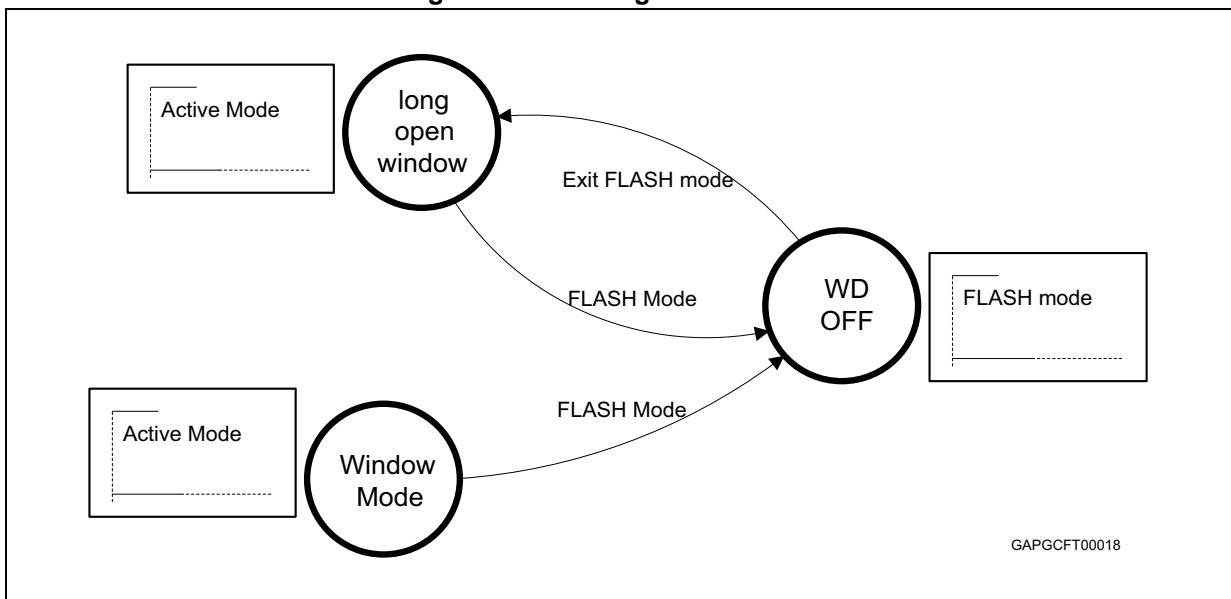 Active Mode
long
open
window
Exit FLASH mode
FLASH Mode
WD
OFF
FLASH mode
FLASH Mode
Active Mode
Window
Mode
GAPGCFT00018